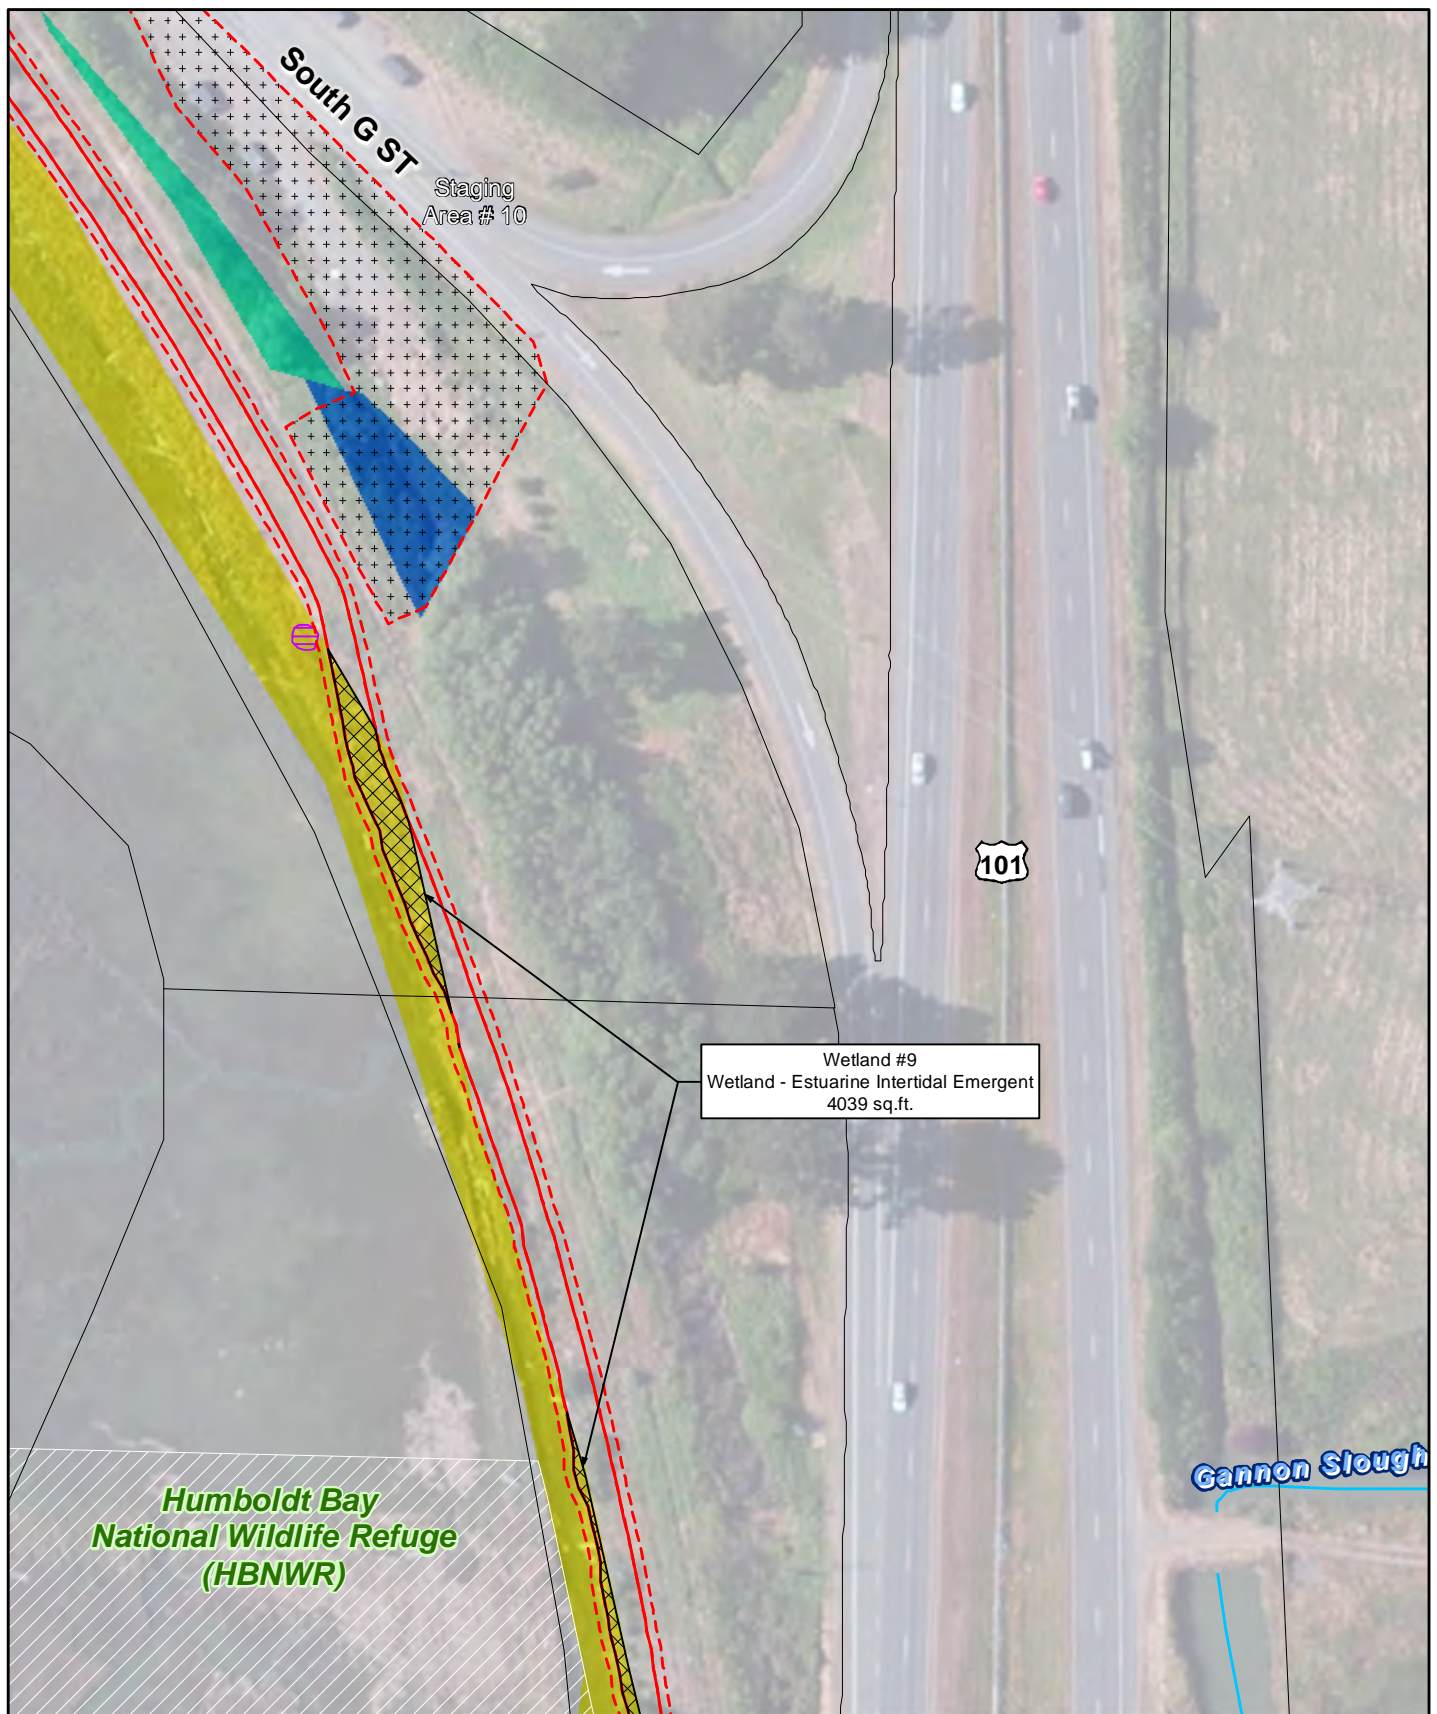 South G ST
Staging
Area # 10
101
Wetland #9
Wetland - Estuarine Intertidal Emergent
4039 sq.ft.
Gannon Slough
Humboldt Bay
National Wildlife Refuge
(HBNWR)